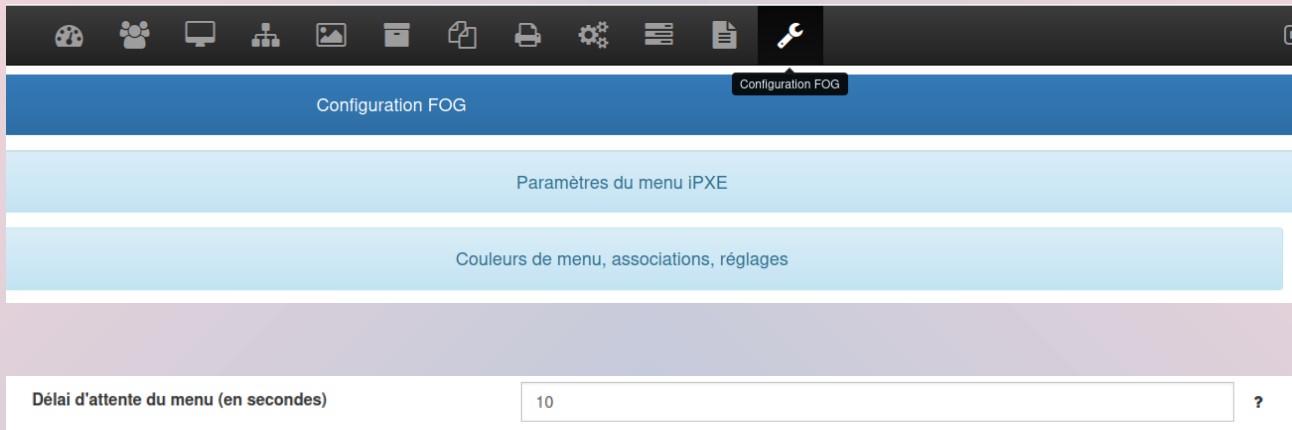 Configuration FOG
Configuration FOG
Paramètres du menu iPXE
Couleurs de menu, associations, réglages
Délai d'attente du menu (en secondes)
10
?